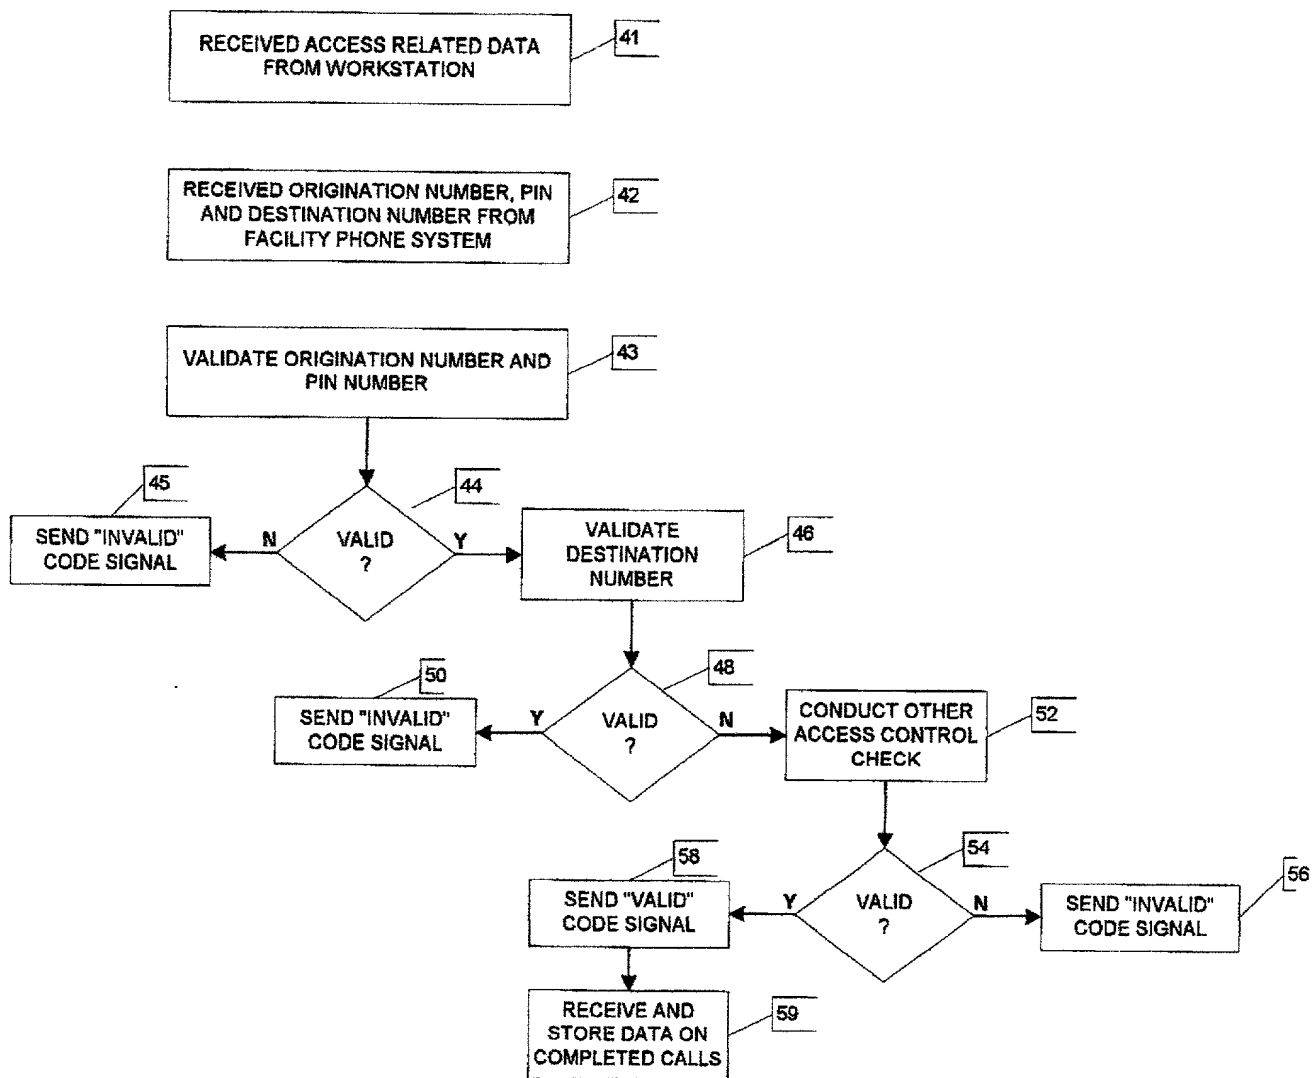 RECEIVED ACCESS RELATED DATA
FROM WORKSTATION
41
RECEIVED ORIGINATION NUMBER, PIN
AND DESTINATION NUMBER FROM
FACILITY PHONE SYSTEM
42
VALIDATE ORIGINATION NUMBER AND
PIN NUMBER
43
45
SEND "INVALID"
CODE SIGNAL
N
VALID
?
44
Y
VALIDATE
DESTINATION
NUMBER
46
50
SEND "INVALID"
CODE SIGNAL
Y
VALID
?
48
N
CONDUCT OTHER
ACCESS CONTROL
CHECK
52
58
SEND "VALID"
CODE SIGNAL
Y
VALID
?
54
N
SEND "INVALID"
CODE SIGNAL
56
RECEIVE AND
STORE DATA ON
COMPLETED CALLS
59